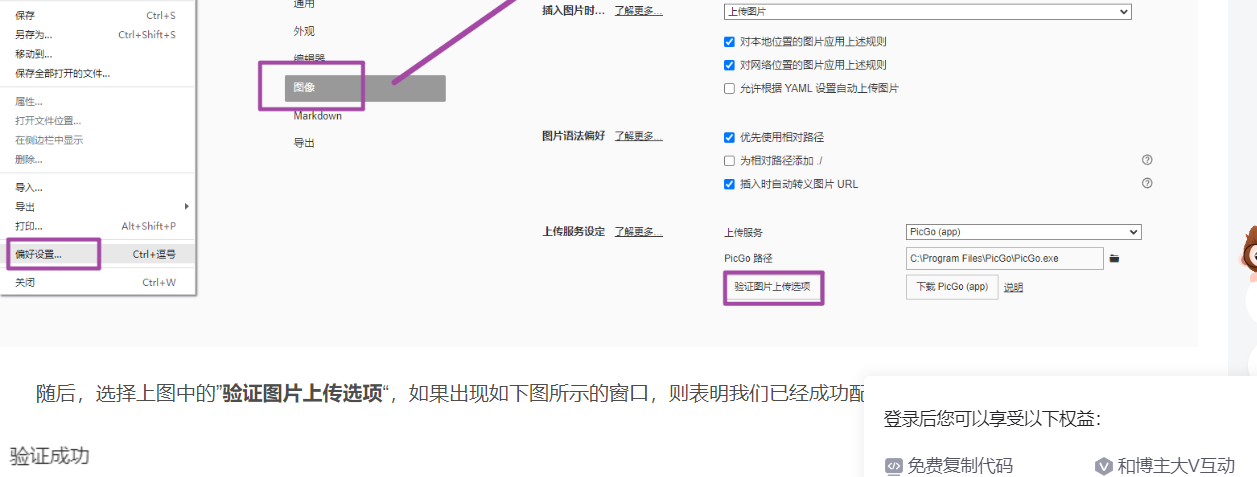 保存 Ctrl+S
另存为... Ctrl+Shift+S
移动到...
保存全部打开的文件...
属性...
打开文件位置...
在侧边栏中显示
删除...
导入...
导出
打印... Alt+Shift+P
偏好设置... Ctrl+逗号
关闭 Ctrl+W
通用
外观
编辑器
图像
Markdown
导出
插入图片时... 了解更多... 上传图片
对本地位置的图片应用上述规则
对网络位置的图片应用上述规则
允许根据 YAML 设置自动上传图片
图片语法偏好 了解更多... 优先使用相对路径
为相对路径添加 ./
插入时自动转义图片 URL
上传服务设定 了解更多... 上传服务 PicGo (app)
PicGo 路径 C:\Program Files\PicGo\PicGo.exe
验证图片上传选项 下载 PicGo (app) 说明
随后，选择上图中的”验证图片上传选项“，如果出现如下图所示的窗口，则表明我们已经成功配
验证成功
登录后您可以享受以下权益：
免费复制代码 和博主大V互动